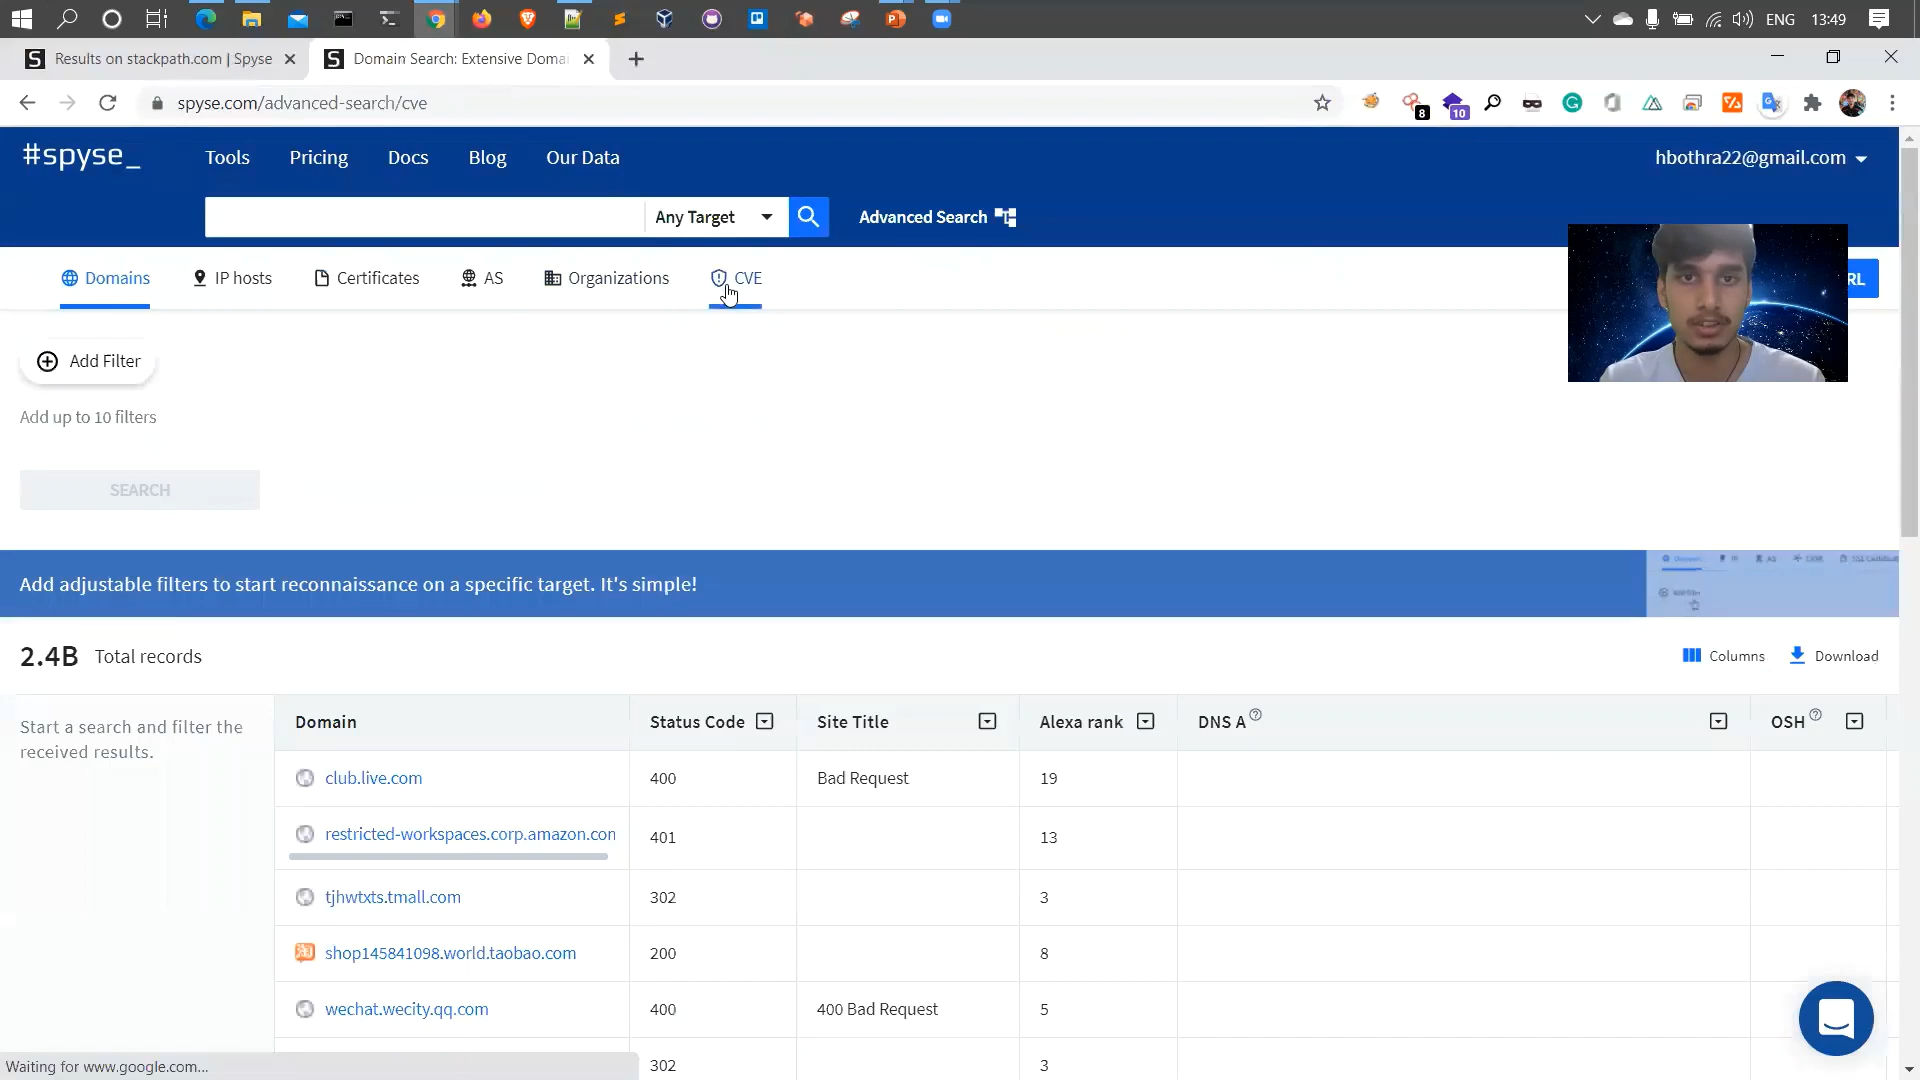 ENG 13:49
Results on stackpath.com | Spyse
Domain Search: Extensive Doma
spyse.com/advanced-search/cve
8
10
#spyse_
Tools Pricing Docs Blog Our Data
hbothra22@gmail.com
Any Target
Advanced Search
Domains IP hosts Certificates AS Organizations CVE
RL
Add Filter
Add up to 10 filters
SEARCH
Add adjustable filters to start reconnaissance on a specific target. It's simple!
2.4B Total records
Columns Download
Start a search and filter the
received results.
Domain Status Code Site Title Alexa rank DNS A OSH
club.live.com 400 Bad Request 19
restricted-workspaces.corp.amazon.con 401 13
tjhwtxts.tmall.com 302 3
shop145841098.world.taobao.com 200 8
wechat.wecity.qq.com 400 400 Bad Request 5
302 3
Waiting for www.google.com...